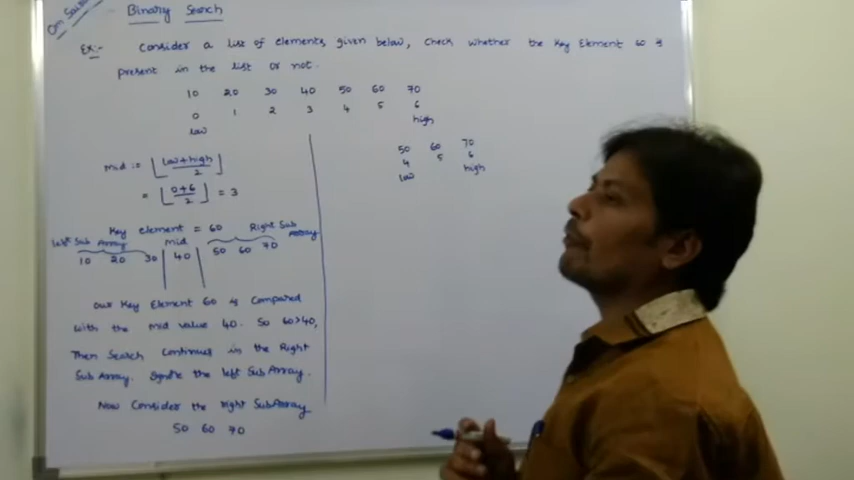 Om Sairam
Binary Search
Ex:- Consider a list of elements, given below, check whether the Key Element 60 is
present in the list or not.
10 20 30 40 50 60 70
0 1 2 3 4 5 6
low high
mid := ⌊low+high/2⌋
= ⌊0+6/2⌋ = 3
Key element = 60
left Sub Array mid Right Sub Array
10 20 30 40 50 60 70
our Key Element 60 is Compared
with the mid value 40. So 60>40,
Then Search Continues in the Right
Sub Array. Ignore the left Sub Array.
Now Consider the right SubArray
50 60 70
50 60 70
4 5 6
low high